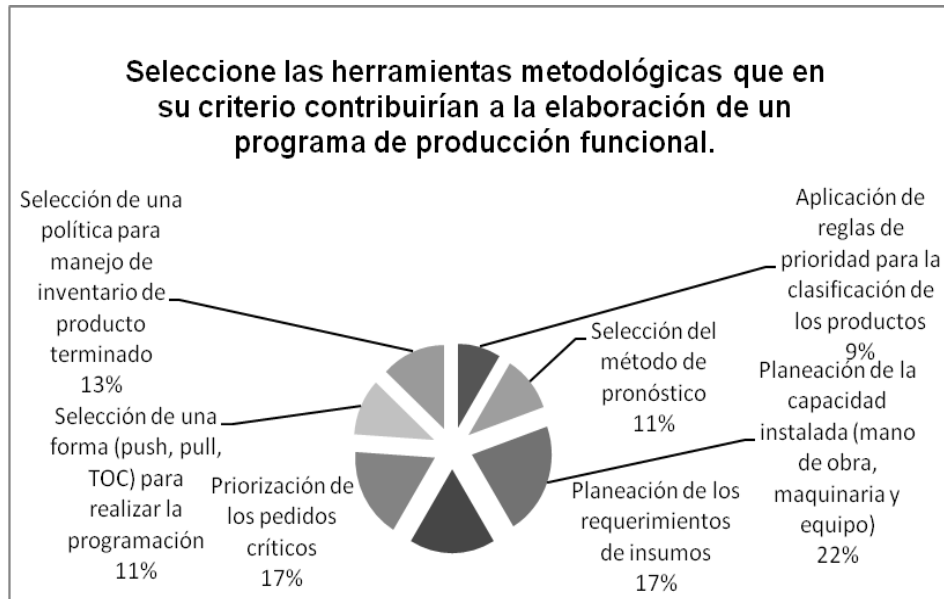 Seleccione las herramientas metodológicas que en
su criterio contribuirían a la elaboración de un
programa de producción funcional.
Selección de una
política para
manejo de
inventario de
producto
terminado
13%
Aplicación de
reglas de
prioridad para la
clasificación de
los productos
9%
Selección del
método de
pronóstico
11%
Planeación de la
capacidad
instalada (mano
de obra,
maquinaria y
equipo)
22%
Selección de una
forma (push, pull,
TOC) para
realizar la
programación
11%
Priorización de
los pedidos
críticos
17%
Planeación de los
requerimientos
de insumos
17%